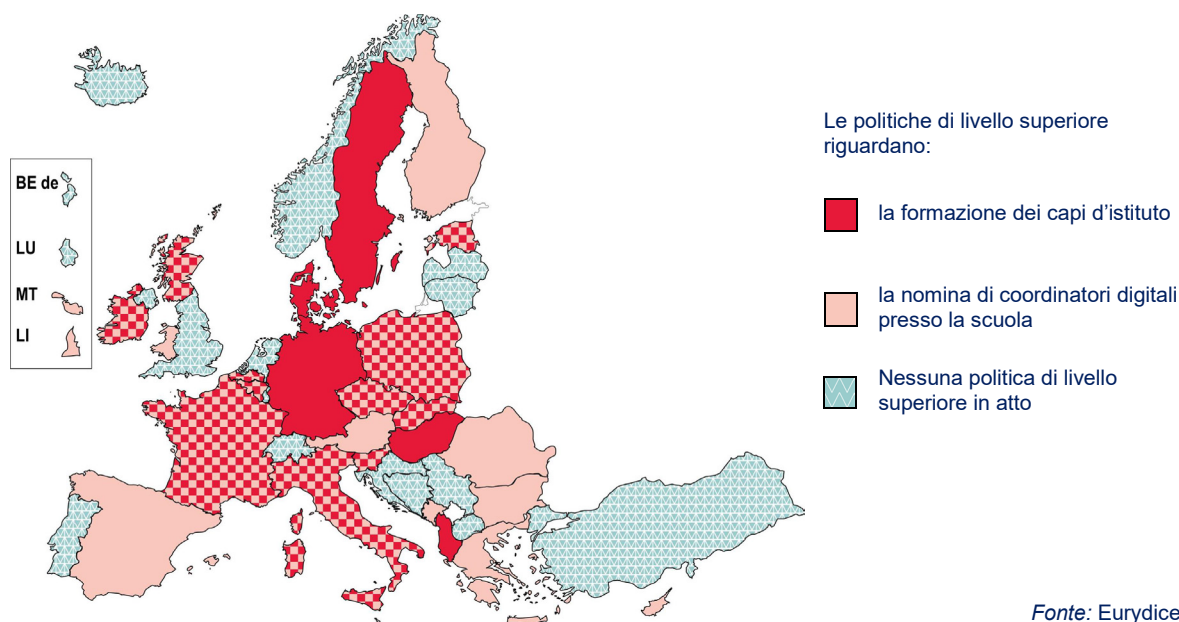 BE de
LU
MT
LI
Le politiche di livello superiore
riguardano:
la formazione dei capi d’istituto
la nomina di coordinatori digitali
presso la scuola
Nessuna politica di livello
superiore in atto
Fonte: Eurydice